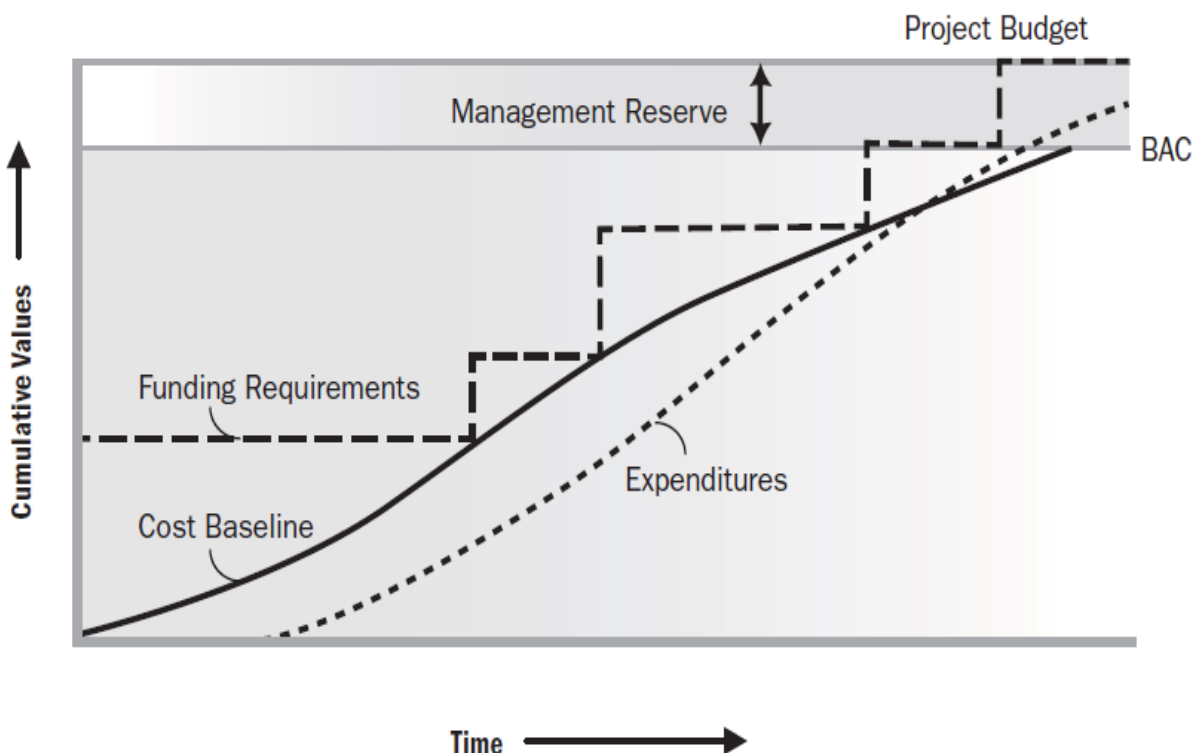 Project Budget
Management Reserve
BAC
Cumulative Values
Funding Requirements
Expenditures
Cost Baseline
Time